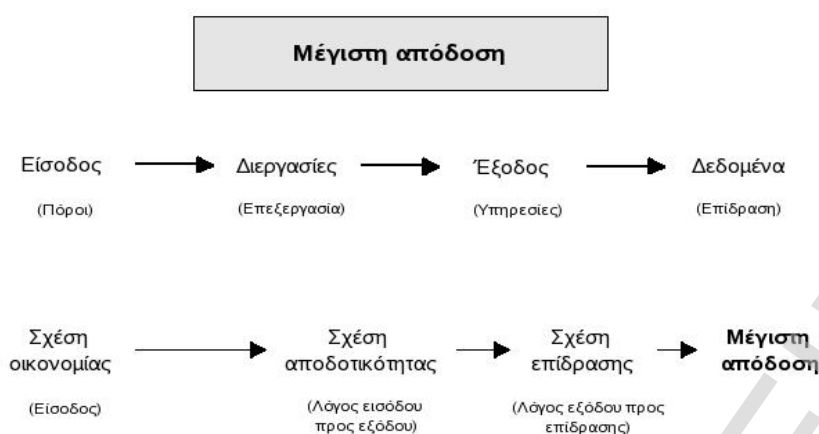 Μέγιστη απόδοση
Είσοδος Διεργασίες Έξοδος Δεδομένα
(Πόροι) (Επεξεργασία) (Υπηρεσίες) (Επίδραση)
Σχέση Σχέση Σχέση Μέγιστη
οικονομίας αποδοτικότητας επίδρασης απόδοση
(Είσοδος) (Λόγος εισόδου (Λόγος εξόδου προς
προς εξόδου) επίδρασης)